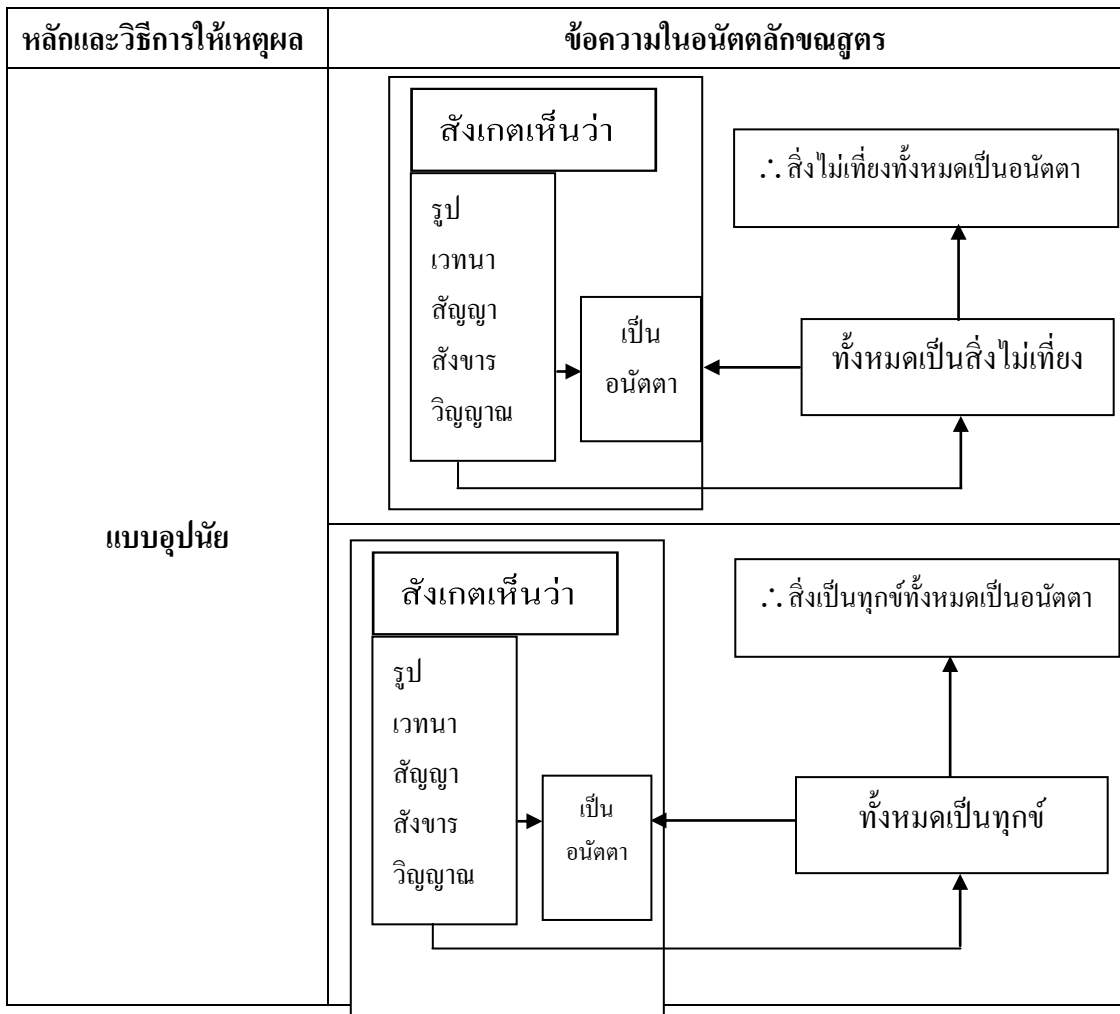 หลักและวิธีการให้เหตุผล
ข้อความในอนัตตลักขณสูตร
แบบอุปนัย
สังเกตเห็นว่า
รูป
เวทนา
สัญญา
สังขาร
วิญญาณ
เป็น
อนัตตา
ทั้งหมดเป็นสิ่งไม่เที่ยง
∴ สิ่งไม่เที่ยงทั้งหมดเป็นอนัตตา
สังเกตเห็นว่า
รูป
เวทนา
สัญญา
สังขาร
วิญญาณ
เป็น
อนัตตา
ทั้งหมดเป็นทุกข์
∴ สิ่งเป็นทุกข์ทั้งหมดเป็นอนัตตา